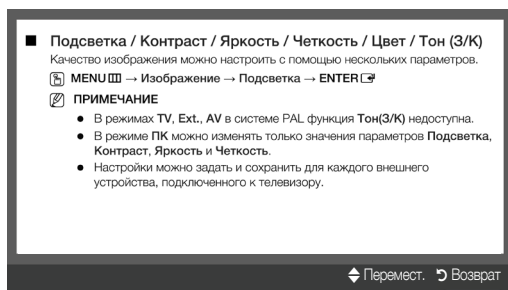 ■ Подсветка / Контраст / Яркость / Четкость / Цвет / Тон (З/К)
Качество изображения можно настроить с помощью нескольких параметров.
MENU → Изображение → Подсветка → ENTER
ПРИМЕЧАНИЕ
● В режимах TV, Ext., AV в системе PAL функция Тон(З/К) недоступна.
● В режиме ПК можно изменять только значения параметров Подсветка,
Контраст, Яркость и Четкость.
● Настройки можно задать и сохранить для каждого внешнего
устройства, подключенного к телевизору.
Перемест. Возврат